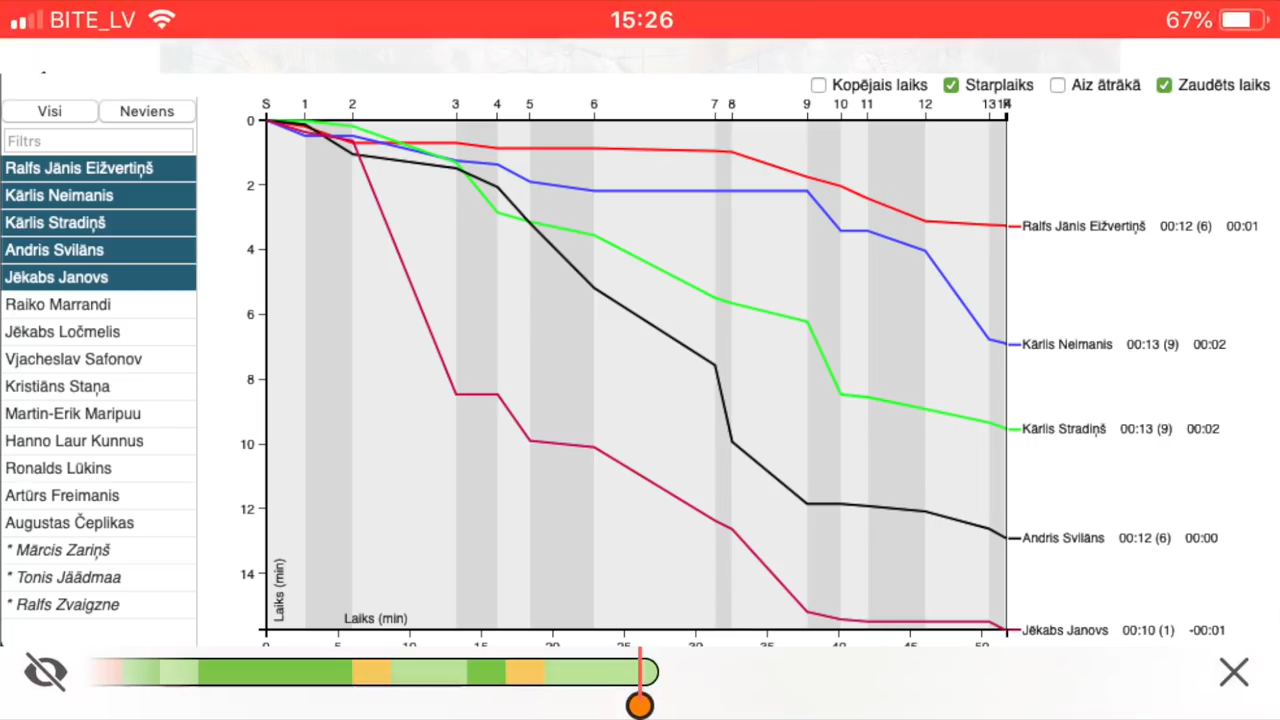 BITE_LV 15:26 67%
Kopējais laiks Starplaiks Aiz ātrākā Zaudēts laiks
Visi Neviens
Filtrs
Ralfs Jānis Eižvertiņš
Kārlis Neimanis
Kārlis Stradiņš
Andris Svilāns
Jēkabs Janovs
Raiko Marrandi
Jēkabs Ločmelis
Vjacheslav Safonov
Kristiāns Staņa
Martin-Erik Maripuu
Hanno Laur Kunnus
Ronalds Lūkins
Artūrs Freimanis
Augustas Čeplikas
* Mārcis Zariņš
* Tonis Jäädmaa
* Ralfs Zvaigzne
S 1 2 3 4 5 6 7 8 9 10 11 12 13
0
2
4
6
8
10
12
14
Laiks (min)
Laiks (min)
0 5 10 15 20 25 30 35 40 45 50
Ralfs Jānis Eižvertiņš 00:12 (6) 00:01
Kārlis Neimanis 00:13 (9) 00:02
Kārlis Stradiņš 00:13 (9) 00:02
Andris Svilāns 00:12 (6) 00:00
Jēkabs Janovs 00:10 (1) -00:01